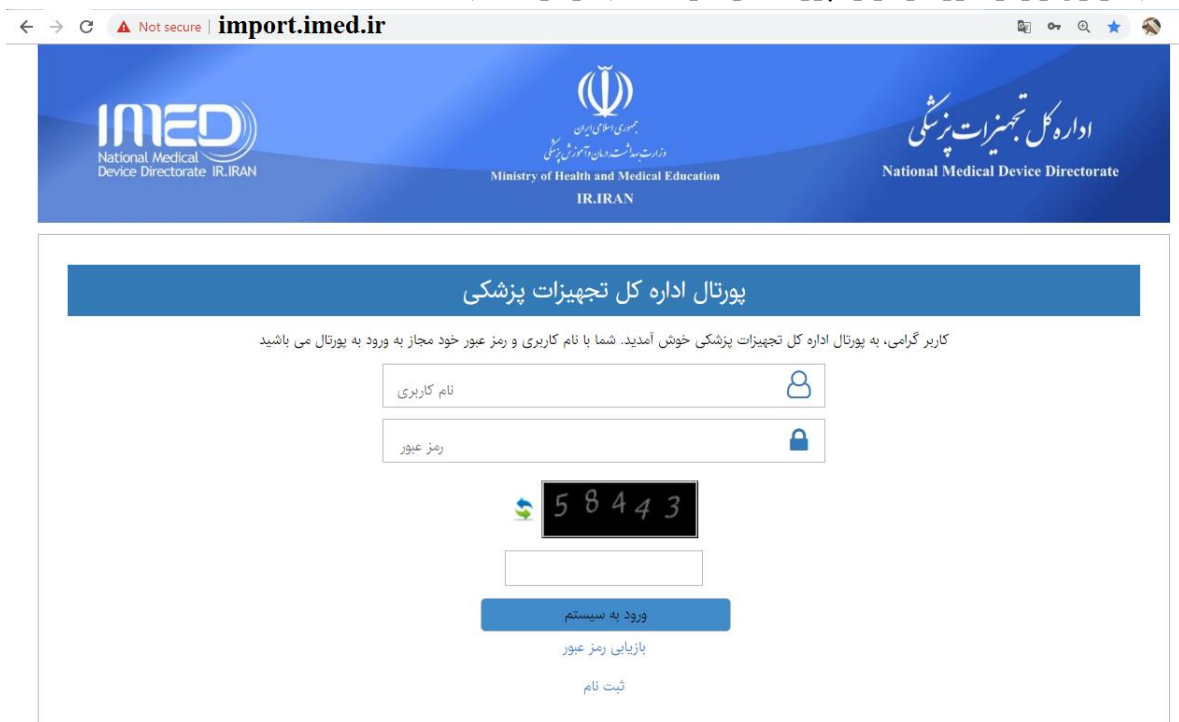 Not secure | import.imed.ir
IMED
National Medical
Device Directorate IR.IRAN
جمهوری اسلامی ایران
وزارت بهداشت، درمان و آموزش پزشکی
Ministry of Health and Medical Education
IR.IRAN
اداره کل تجهیزات پزشکی
National Medical Device Directorate
پورتال اداره کل تجهیزات پزشکی
کاربر گرامی، به پورتال اداره کل تجهیزات پزشکی خوش آمدید. شما با نام کاربری و رمز عبور خود مجاز به ورود به پورتال می باشید
نام کاربری
رمز عبور
58443
ورود به سیستم
بازیابی رمز عبور
ثبت نام